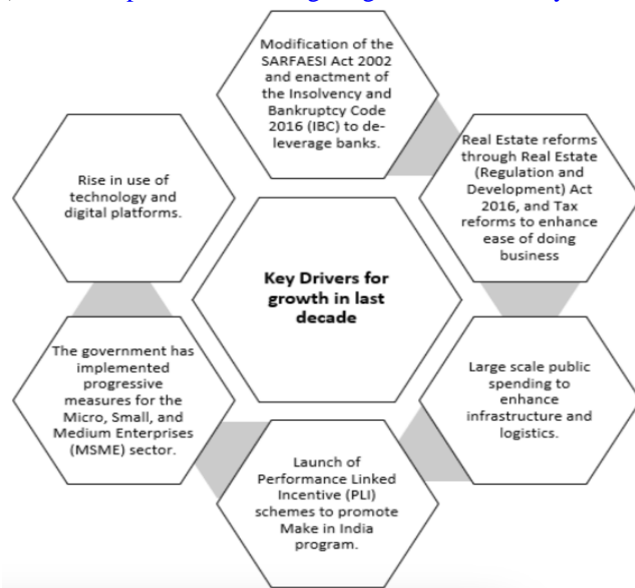 Modification of the
SARFAESI Act 2002
and enactment of
the Insolvency and
Bankruptcy Code
2016 (IBC) to de-
leverage banks.
Real Estate reforms
through Real Estate
(Regulation and
Development) Act
2016, and Tax
reforms to enhance
ease of doing
business
Large scale public
spending to
enhance
infrastructure and
logistics.
Launch of
Performance Linked
Incentive (PLI)
schemes to promote
Make in India
program.
The government has
implemented
progressive
measures for the
Micro, Small, and
Medium Enterprises
(MSME) sector.
Rise in use of
technology and
digital platforms.
Key Drivers for
growth in last
decade